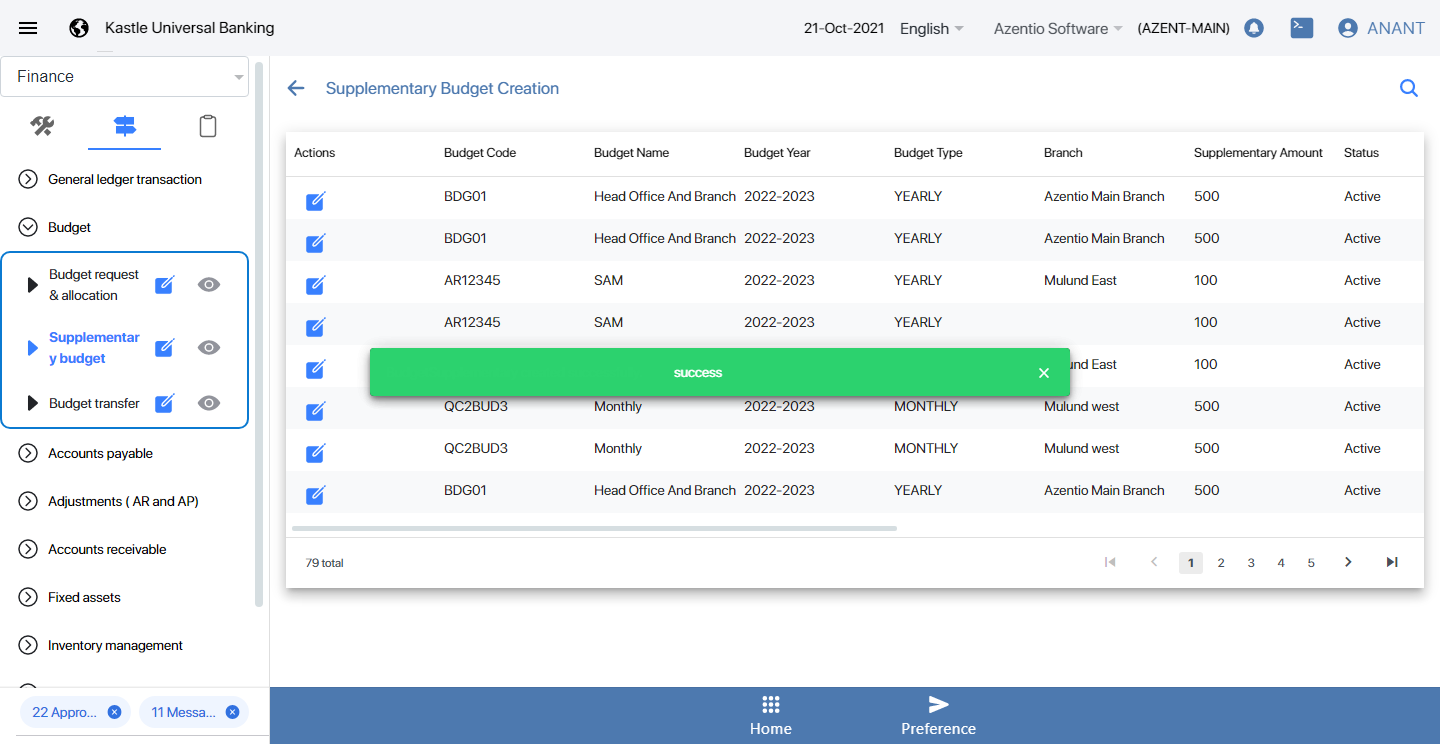 Kastle Universal Banking
21-Oct-2021 English Azentio Software (AZENT-MAIN) ANANT
Finance
General ledger transaction
Budget
Budget request
& allocation
Supplementar
y budget
Budget transfer
Accounts payable
Adjustments ( AR and AP)
Accounts receivable
Fixed assets
Inventory management
22 Appro... 11 Messa...
Supplementary Budget Creation
Actions Budget Code Budget Name Budget Year Budget Type Branch Supplementary Amount Status
BDG01 Head Office And Branch 2022-2023 YEARLY Azentio Main Branch 500 Active
BDG01 Head Office And Branch 2022-2023 YEARLY Azentio Main Branch 500 Active
AR12345 SAM 2022-2023 YEARLY Mulund East 100 Active
AR12345 SAM 2022-2023 YEARLY 100 Active
und East 100 Active
success
QC2BUD3 Monthly 2022-2023 MONTHLY Mulund west 500 Active
QC2BUD3 Monthly 2022-2023 MONTHLY Mulund west 500 Active
BDG01 Head Office And Branch 2022-2023 YEARLY Azentio Main Branch 500 Active
79 total
1 2 3 4 5
Home Preference